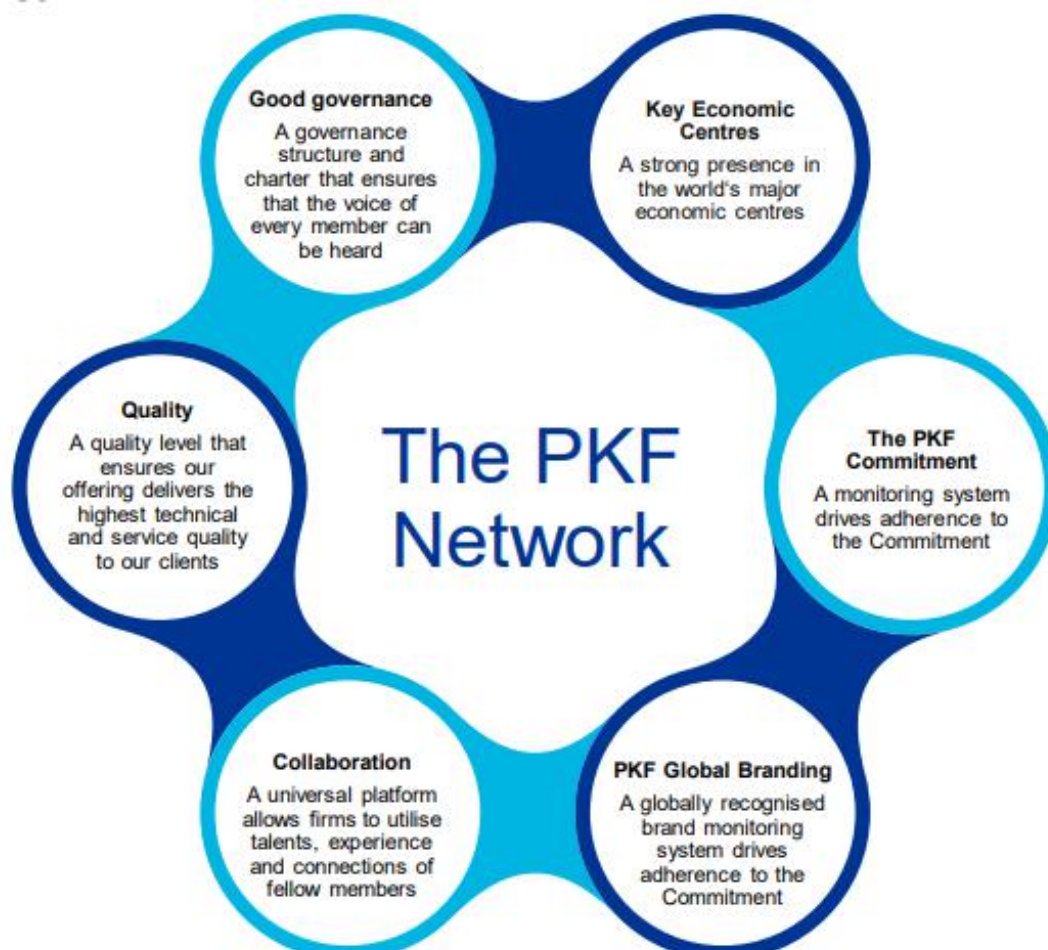 Good governance
A governance
structure and
charter that ensures
that the voice of
every member can
be heard
Key Economic
Centres
A strong presence in
the world's major
economic centres
Quality
A quality level that
ensures our
offering delivers the
highest technical
and service quality
to our clients
The PKF
Network
The PKF
Commitment
A monitoring system
drives adherence to
the Commitment
Collaboration
A universal platform
allows firms to utilise
talents, experience
and connections of
fellow members
PKF Global Branding
A globally recognised
brand monitoring
system drives
adherence to the
Commitment